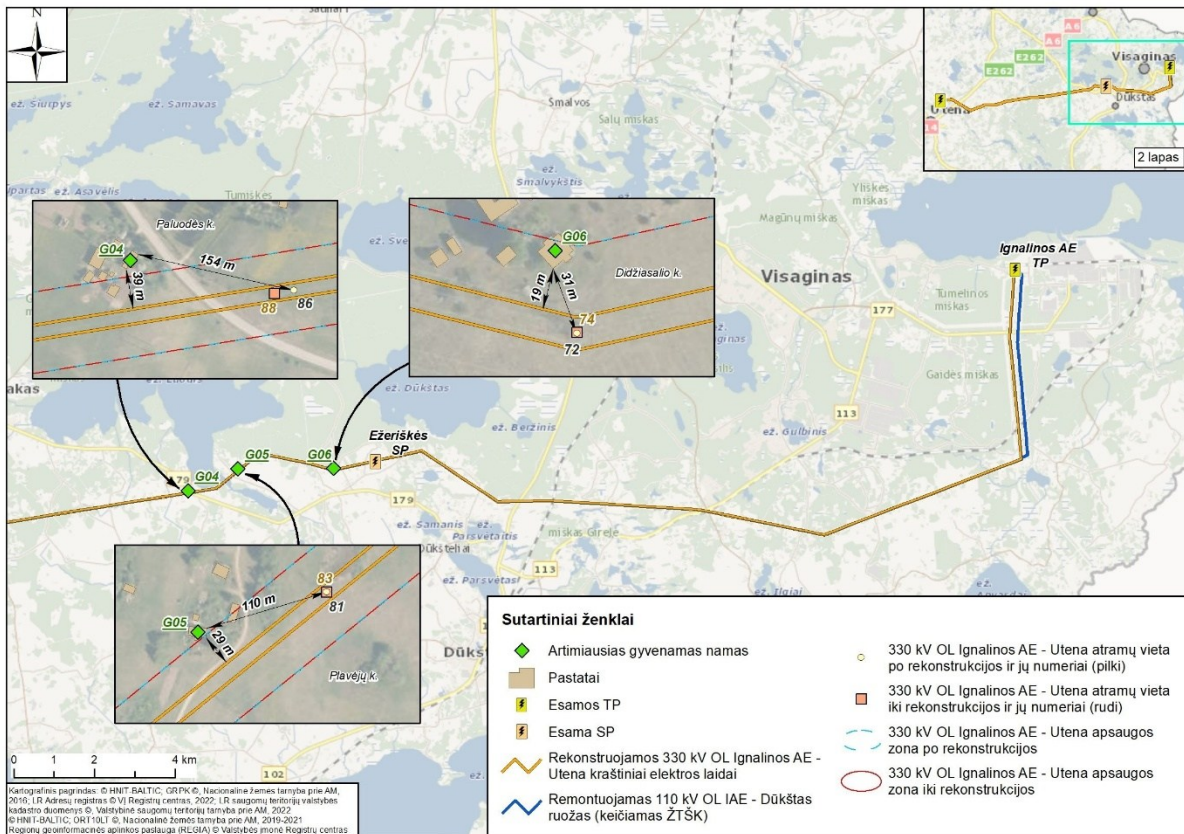 N
ež. Šiurpys
ež. Samavas
Smalvos
Salų miškas
ež. Asavėlis
Tumiškės
ež. Smalvykštis
Yliškės
miškas
Magūnų miškas
Visaginas
Ignalinos AE
TP
Tumelinos
miškas
177
Gaidės miškas
113
ež. Gulbinis
ež. Dūkštas
ež. Beržinis
Ežeriškės
SP
G04
G05
G06
179
179
ež. Samanis
ež. Parsvėtaitis
Dūkšteliai
ež. Parsvėtas
113
miškas Girelė
ež. Ilgiai
102
A6
A6
E262
E262
Visaginas
Dūkštas
Utena
2 lapas
Paluodės k.
G04
154 m
39 m
88
86
G06
Didžiasalio k.
19 m
31 m
74
72
G05
110 m
29 m
83
81
Plavėjų k.
0 1 2 4 km
Kartografinis pagrindas: © HNIT-BALTIC; GRPK ©, Nacionalinė žemės tarnyba prie AM,
2016; LR Adresų registras © VĮ Registrų centras, 2022; LR saugomų teritorijų valstybės
kadastro duomenys ©, Valstybinė saugomų teritorijų tarnyba prie AM, 2022
© HNIT-BALTIC; ORT10LT ©, Nacionalinė žemės tarnyba prie AM, 2019-2021
Regionų geoinformacinės aplinkos paslauga (REGIA) © Valstybės įmonė Registrų centras
Sutartiniai ženklai
Artimiausias gyvenamas namas
Pastatai
Esamos TP
Esama SP
Rekonstruojamos 330 kV OL Ignalinos AE -
Utena kraštiniai elektros laidai
Remontuojamas 110 kV OL IAE - Dūkštas
ruožas (keičiamas ŽTŠK)
330 kV OL Ignalinos AE - Utena atramų vieta
po rekonstrukcijos ir jų numeriai (pilki)
330 kV OL Ignalinos AE - Utena atramų vieta
iki rekonstrukcijos ir jų numeriai (rudi)
330 kV OL Ignalinos AE - Utena apsaugos
zona po rekonstrukcijos
330 kV OL Ignalinos AE - Utena apsaugos
zona iki rekonstrukcijos